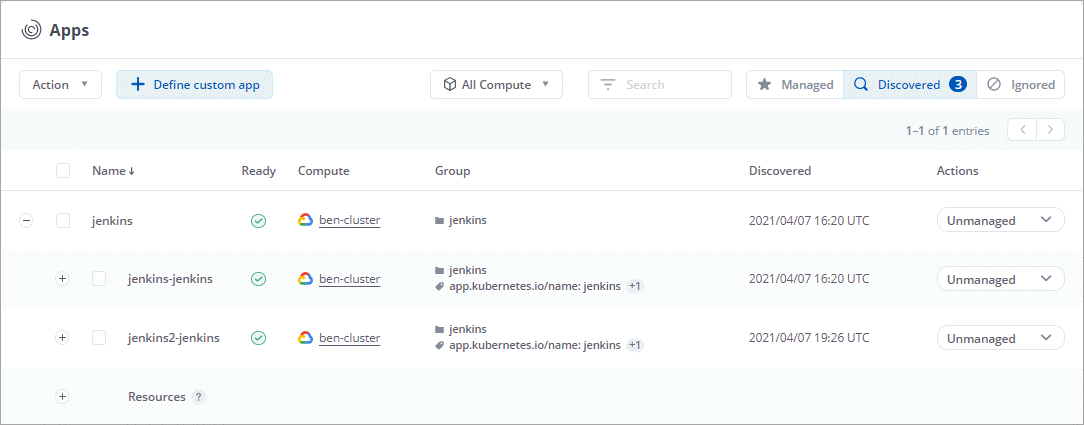 Apps
Action Define custom app All Compute Search Managed Discovered 3 Ignored
1–1 of 1 entries
Name Ready Compute Group Discovered Actions
jenkins ben-cluster jenkins 2021/04/07 16:20 UTC Unmanaged
jenkins-jenkins ben-cluster jenkins 2021/04/07 16:20 UTC Unmanaged
app.kubernetes.io/name: jenkins +1
jenkins2-jenkins ben-cluster jenkins 2021/04/07 19:26 UTC Unmanaged
app.kubernetes.io/name: jenkins +1
Resources ?